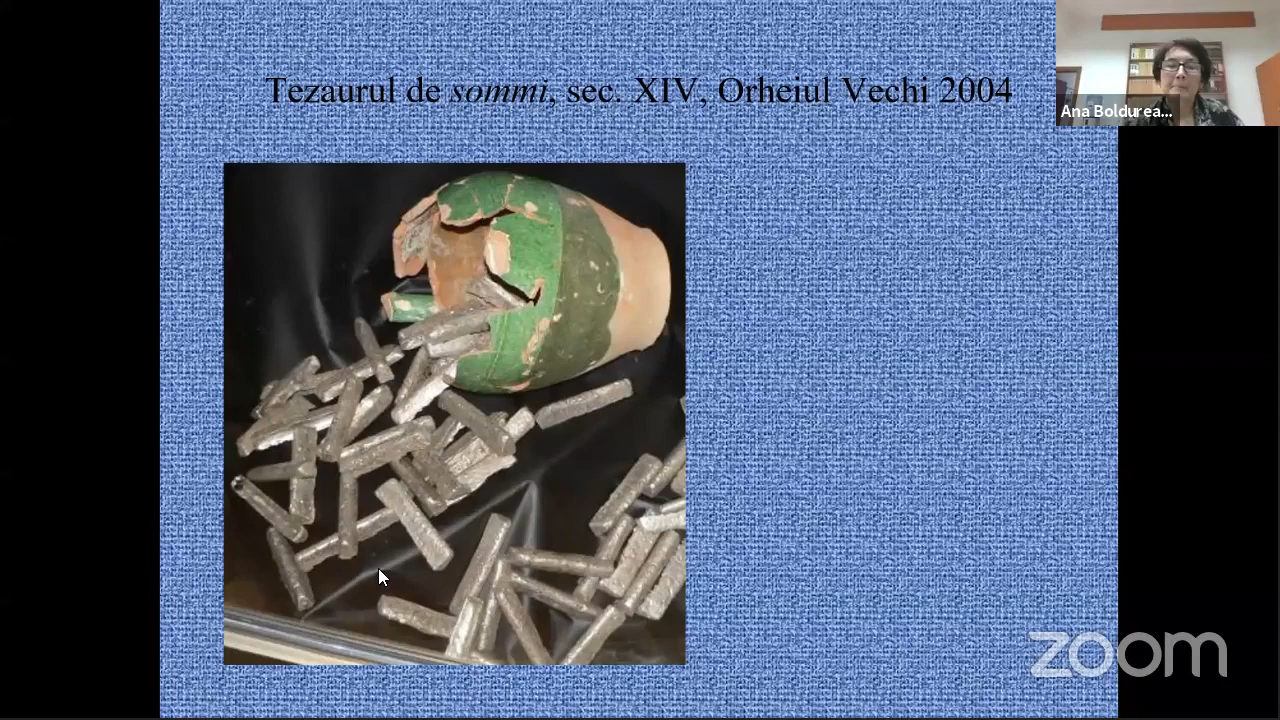 Tezaurul de sommi, sec. XIV, Orheiul Vechi 2004
Ana Boldurea...
zoom